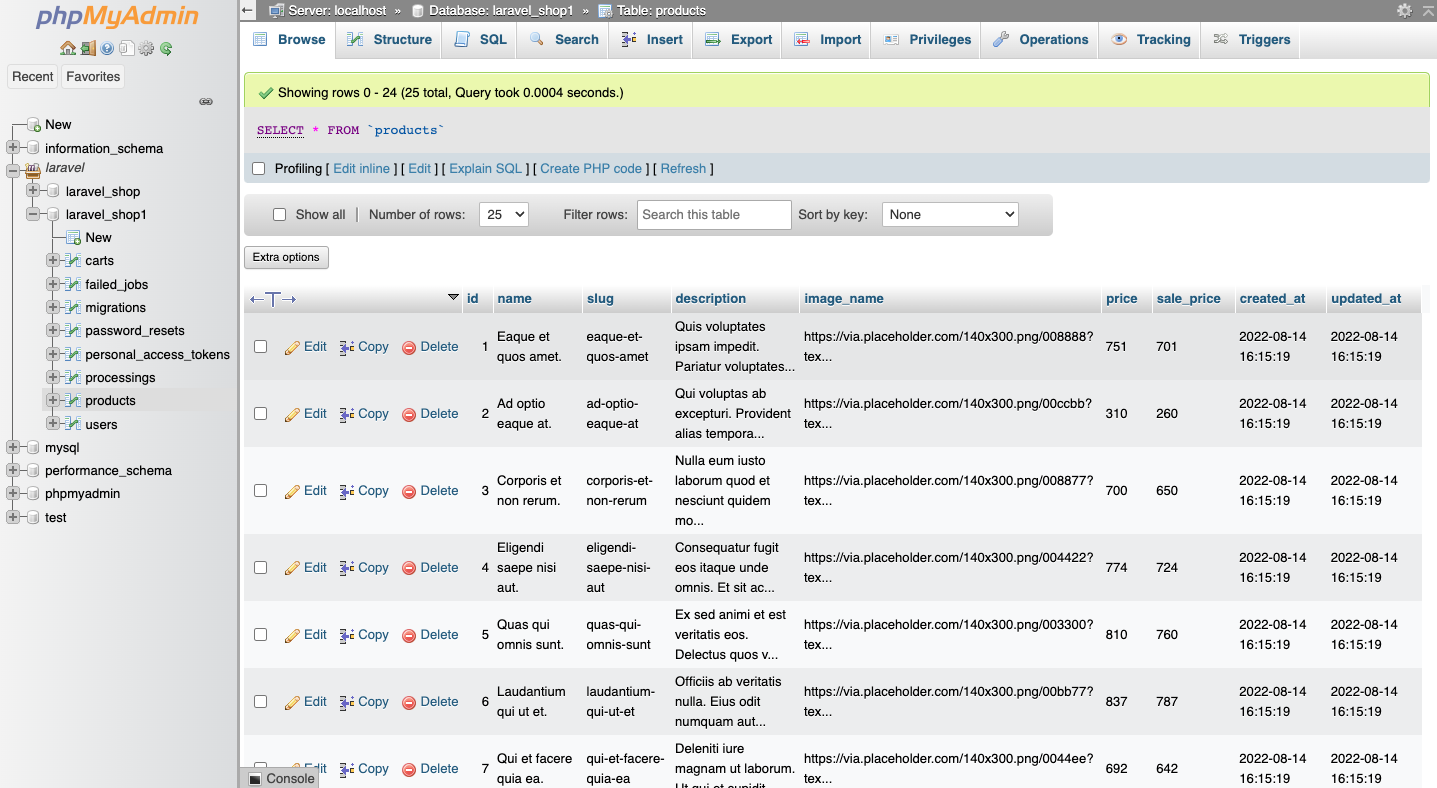 phpMyAdmin
Recent Favorites
New
information_schema
laravel
laravel_shop
laravel_shop1
New
carts
failed_jobs
migrations
password_resets
personal_access_tokens
processings
products
users
mysql
performance_schema
phpmyadmin
test
Server: localhost » Database: laravel_shop1 » Table: products
Browse Structure SQL Search Insert Export Import Privileges Operations Tracking Triggers
Showing rows 0 - 24 (25 total, Query took 0.0004 seconds.)
SELECT * FROM `products`
Profiling [ Edit inline ] [ Edit ] [ Explain SQL ] [ Create PHP code ] [ Refresh ]
Show all | Number of rows: 25 Filter rows: Search this table Sort by key: None
Extra options
←T→ id name slug description image_name price sale_price created_at updated_at
Quis voluptates
Eaque et eaque-et- ipsam impedit. https://via.placeholder.com/140x300.png/008888? 2022-08-14 2022-08-14
Edit Copy Delete 1 751 701
quos amet. quos-amet Pariatur voluptates... tex... 16:15:19 16:15:19
Qui voluptas ab
Ad optio ad-optio- excepturi. Provident https://via.placeholder.com/140x300.png/00ccbb? 2022-08-14 2022-08-14
Edit Copy Delete 2 310 260
eaque at. eaque-at alias tempora... tex... 16:15:19 16:15:19
Nulla eum iusto
Corporis et corporis-et- laborum quod et https://via.placeholder.com/140x300.png/008877? 2022-08-14 2022-08-14
Edit Copy Delete 3 700 650
non rerum. non-rerum nesciunt quidem tex... 16:15:19 16:15:19
mo...
Eligendi eligendi- Consequatur fugit https://via.placeholder.com/140x300.png/004422? 2022-08-14 2022-08-14
Edit Copy Delete 4 saepe nisi saepe-nisi- eos itaque unde 774 724
aut. aut omnis. Et sit ac... tex... 16:15:19 16:15:19
Ex sed animi et est
Quas qui quas-qui- veritatis eos. https://via.placeholder.com/140x300.png/003300? 2022-08-14 2022-08-14
Edit Copy Delete 5 810 760
omnis sunt. omnis-sunt Delectus quos v... tex... 16:15:19 16:15:19
Officiis ab veritatis
Laudantium laudantium- nulla. Eius odit https://via.placeholder.com/140x300.png/00bb77? 2022-08-14 2022-08-14
Edit Copy Delete 6 837 787
qui ut et. qui-ut-et numquam aut... tex... 16:15:19 16:15:19
Deleniti iure
Qui et facere qui-et-facere- magnam ut laborum. https://via.placeholder.com/140x300.png/0044ee? 2022-08-14 2022-08-14
Edit Copy Delete 7 692 642
quia ea. quia-ea tex... 16:15:19 16:15:19
Console